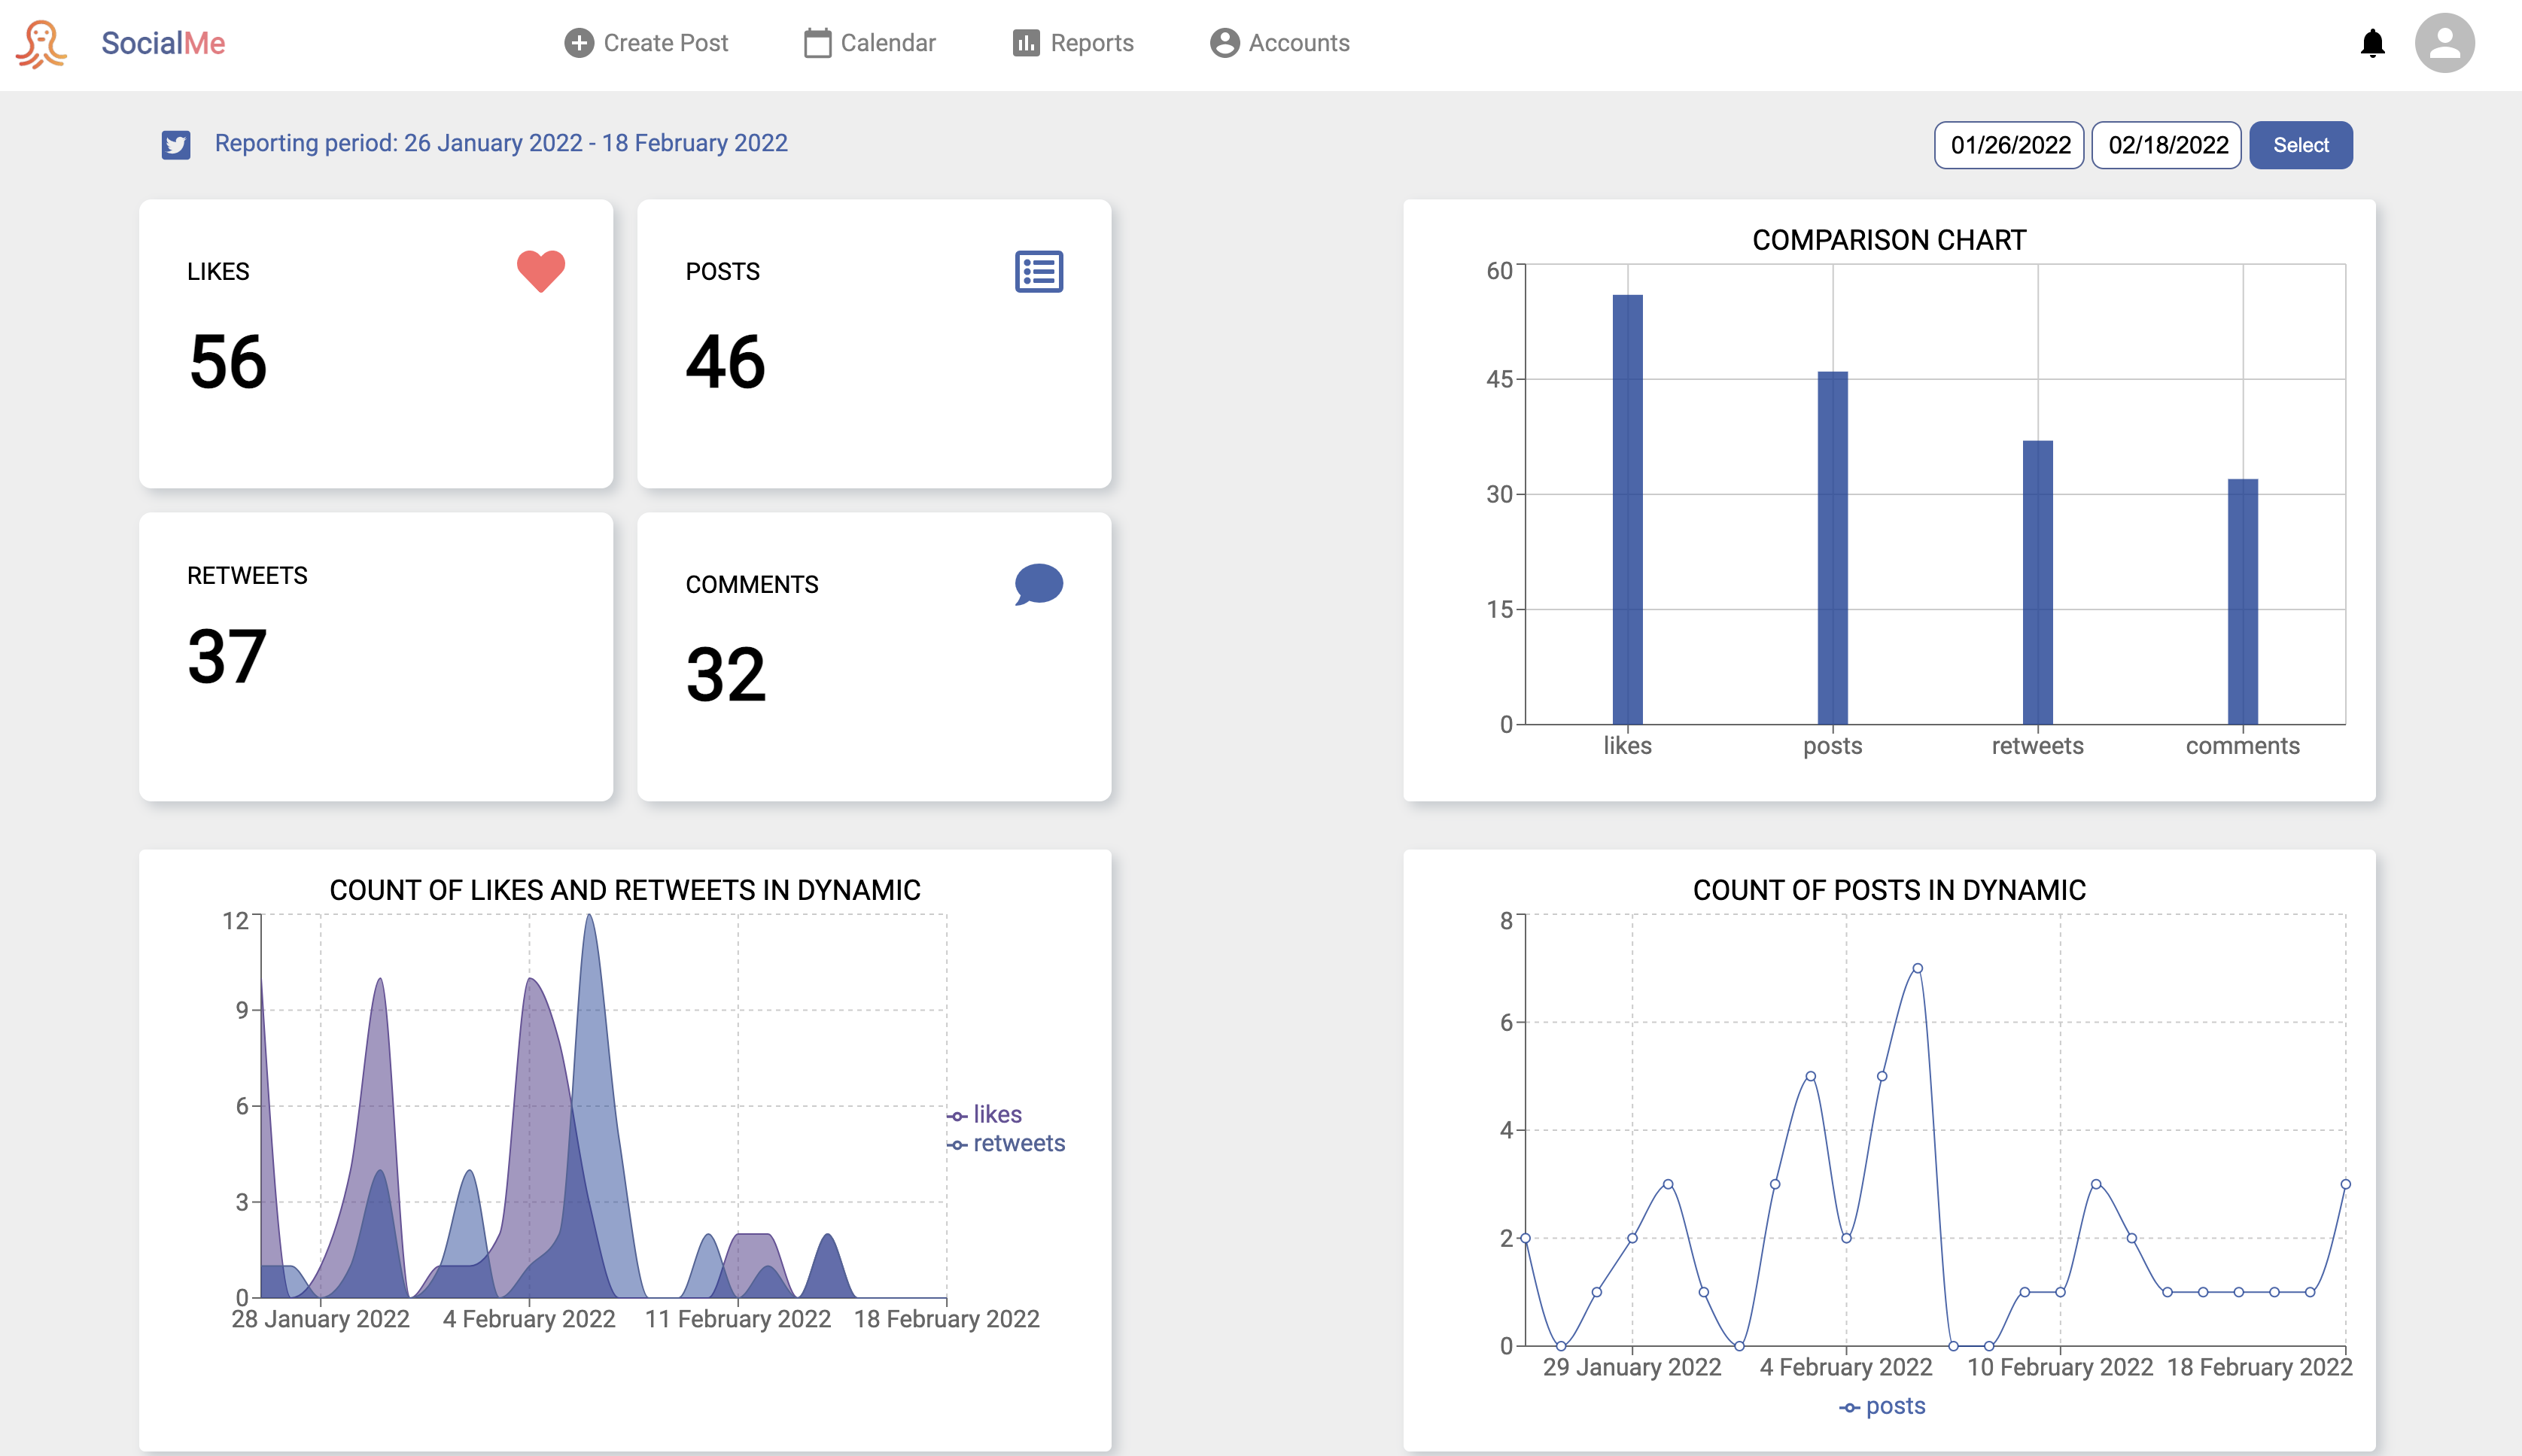 SocialMe
Create Post
Calendar
Reports
Accounts
Reporting period: 26 January 2022 - 18 February 2022
01/26/2022
02/18/2022
Select
LIKES
56
POSTS
46
RETWEETS
37
COMMENTS
32
COMPARISON CHART
60
45
30
15
0
likes
posts
retweets
comments
COUNT OF LIKES AND RETWEETS IN DYNAMIC
12
9
6
3
0
28 January 2022
4 February 2022
11 February 2022
18 February 2022
likes
retweets
COUNT OF POSTS IN DYNAMIC
8
6
4
2
0
29 January 2022
4 February 2022
10 February 2022
18 February 2022
posts